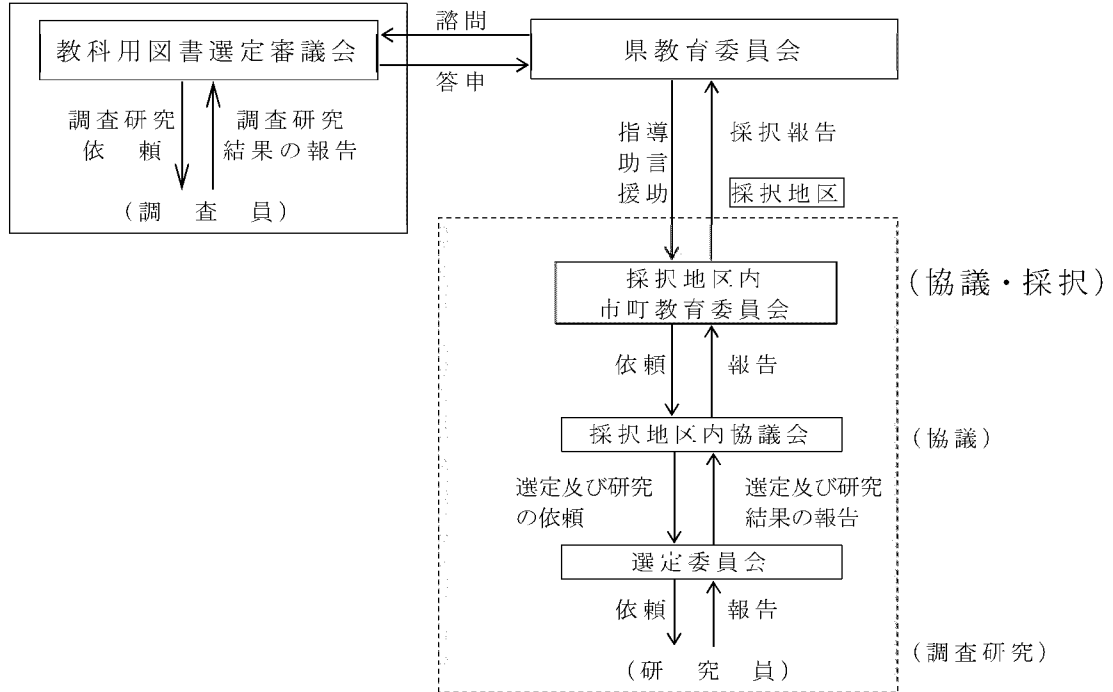 諮問
教科用図書選定審議会
県教育委員会
答申
調査研究
依頼
調査研究
結果の報告
(調査員)
指導
助言
援助
採択報告
採択地区
採択地区内
市町教育委員会
(協議・採択)
依頼
報告
採択地区内協議会
(協議)
選定及び研究
の依頼
選定及び研究
結果の報告
選定委員会
依頼
報告
(研究員)
(調査研究)